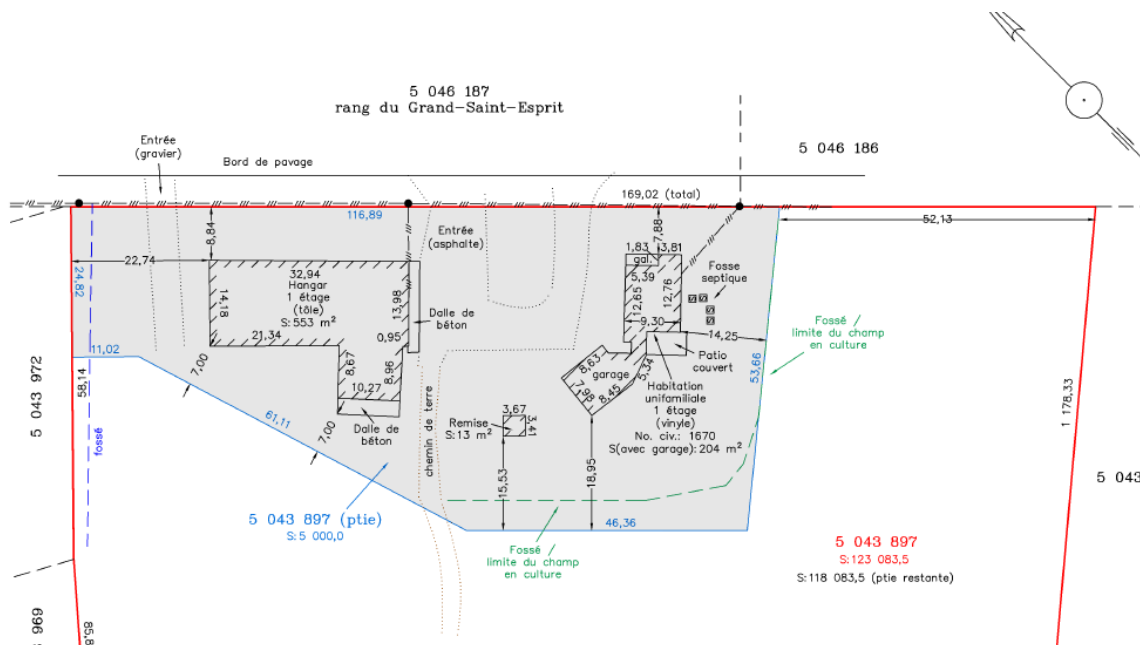 5 046 187
rang du Grand-Saint-Esprit
Entrée
(gravier)
Bord de pavage
5 046 186
169,02 (total)
116,89
52,13
8,84
Entrée
(asphalte)
7,88
1,83
3,81
gal.
22,74
24,82
32,94
Hangar
1 étage
(tôle)
S: 553 m²
14,18
13,98
5,39
12,65
12,76
Fosse
septique
Dalle de
béton
9,30
14,25
21,34
0,95
Fossé /
limite du champ
en culture
11,02
7,00
8,67
8,96
8,63
garage
5,34
Patio
couvert
53,66
5 043 972
58,14
10,27
7,98
8,45
Habitation
unifamiliale
1 étage
(vinyle)
No. civ.: 1670
S(avec garage): 204 m²
1 178,33
61,11
7,00
Dalle de
béton
3,67
3,41
Remise
S: 13 m²
fossé
chemin de terre
15,53
18,95
5 043
5 043 897 (ptie)
S: 5 000,0
46,36
5 043 897
S: 123 083,5
S: 118 083,5 (ptie restante)
Fossé /
limite du champ
en culture
969
85,8